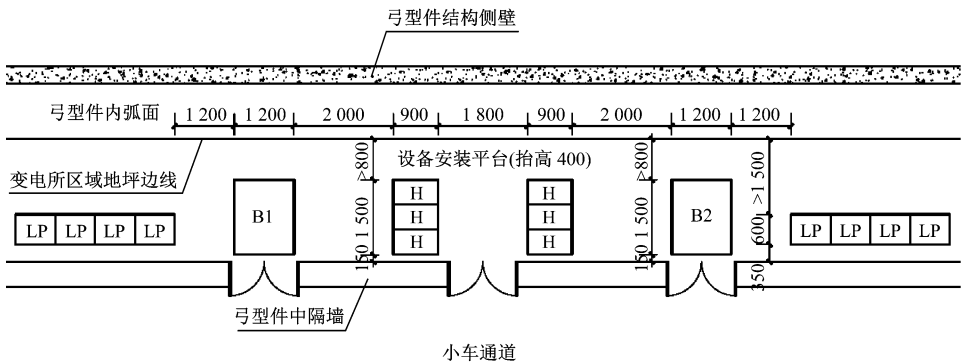 弓型件结构侧壁
弓型件内弧面
1 200 1 200 2 000 900 1 800 900 2 000 1 200 1 200
设备安装平台(抬高 400)
变电所区域地坪边线
>800
1 500
150
>800
1 500
150
>1 500
600
350
LP LP LP LP
B1
H
H
H
H
H
H
B2
LP LP LP LP
弓型件中隔墙
小车通道